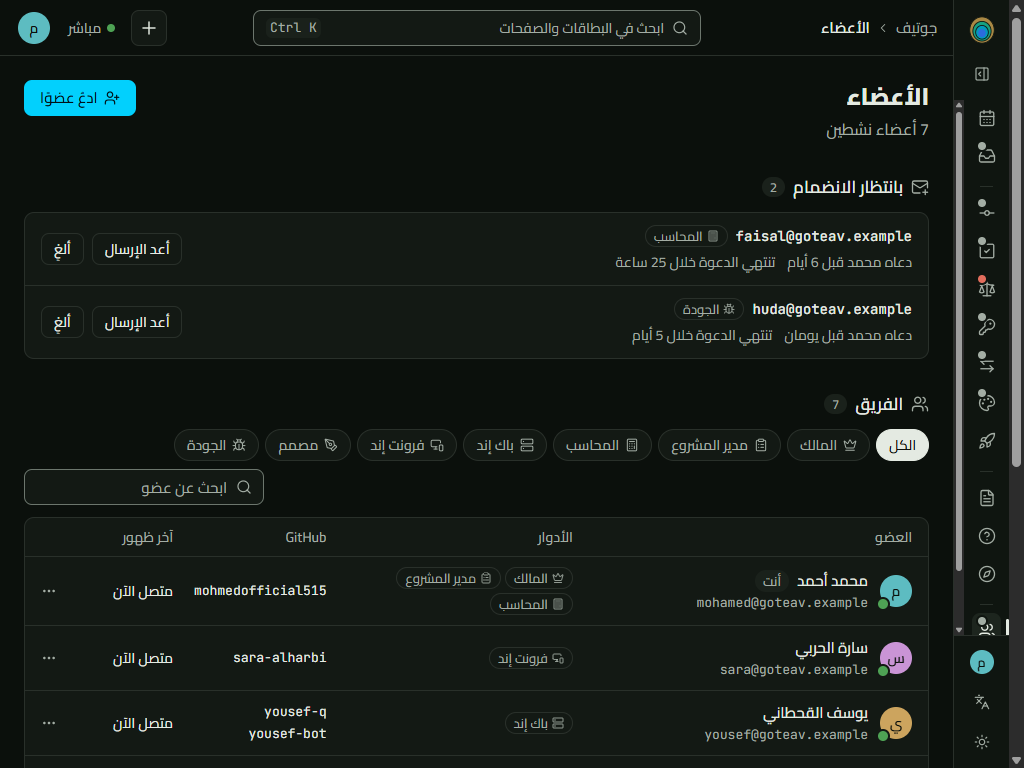 جوتيف
الأعضاء
ابحث في البطاقات والصفحات
Ctrl K
مباشر
م
الأعضاء
7 أعضاء نشطين
ادعُ عضوًا
بانتظار الانضمام 2
faisal@goteav.example المحاسب
دعاه محمد قبل 6 أيام تنتهي الدعوة خلال 25 ساعة
أعد الإرسال
ألغِ
huda@goteav.example الجودة
دعاه محمد قبل يومان تنتهي الدعوة خلال 5 أيام
أعد الإرسال
ألغِ
الفريق 7
الكل المالك مدير المشروع المحاسب باك إند فرونت إند مصمم الجودة
ابحث عن عضو
العضو الأدوار GitHub آخر ظهور
م
محمد أحمد أنت
mohamed@goteav.example
المالك مدير المشروع
المحاسب
mohmedofficial515
متصل الآن
س
سارة الحربي
sara@goteav.example
فرونت إند
sara-alharbi
متصل الآن
ي
يوسف القحطاني
yousef@goteav.example
باك إند
yousef-q
yousef-bot
متصل الآن
م